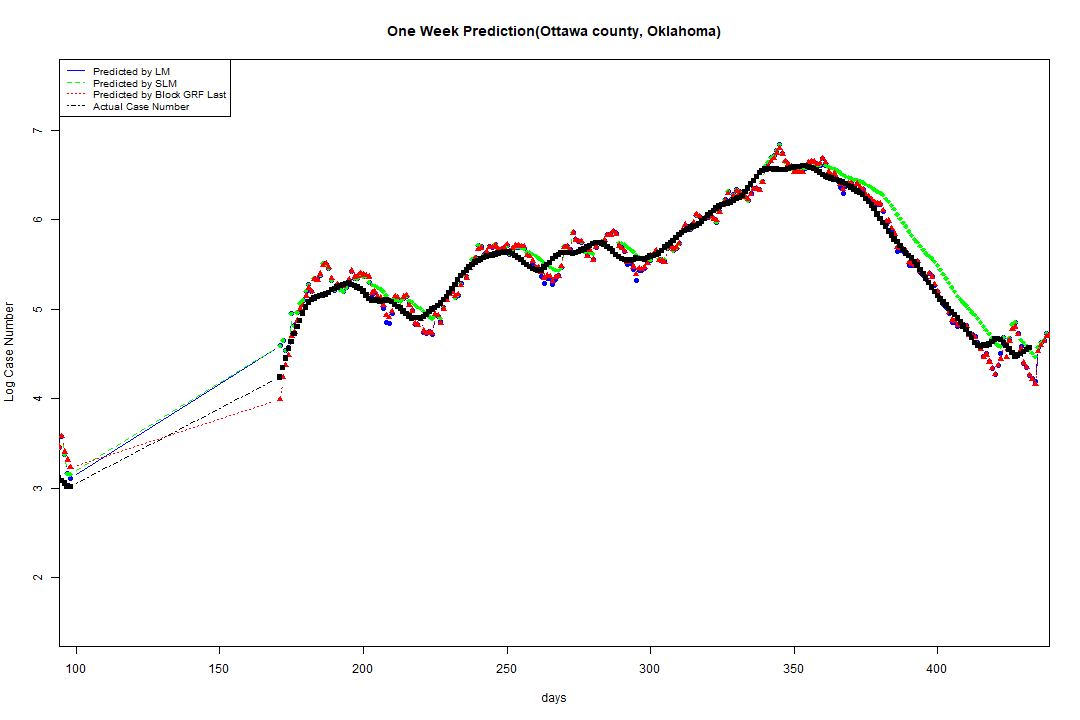 One Week Prediction(Ottawa county, Oklahoma)
Predicted by LM
Predicted by SLM
Predicted by Block GRF Last
Actual Case Number
7
6
5
4
3
2
Log Case Number
100 150 200 250 300 350 400
days